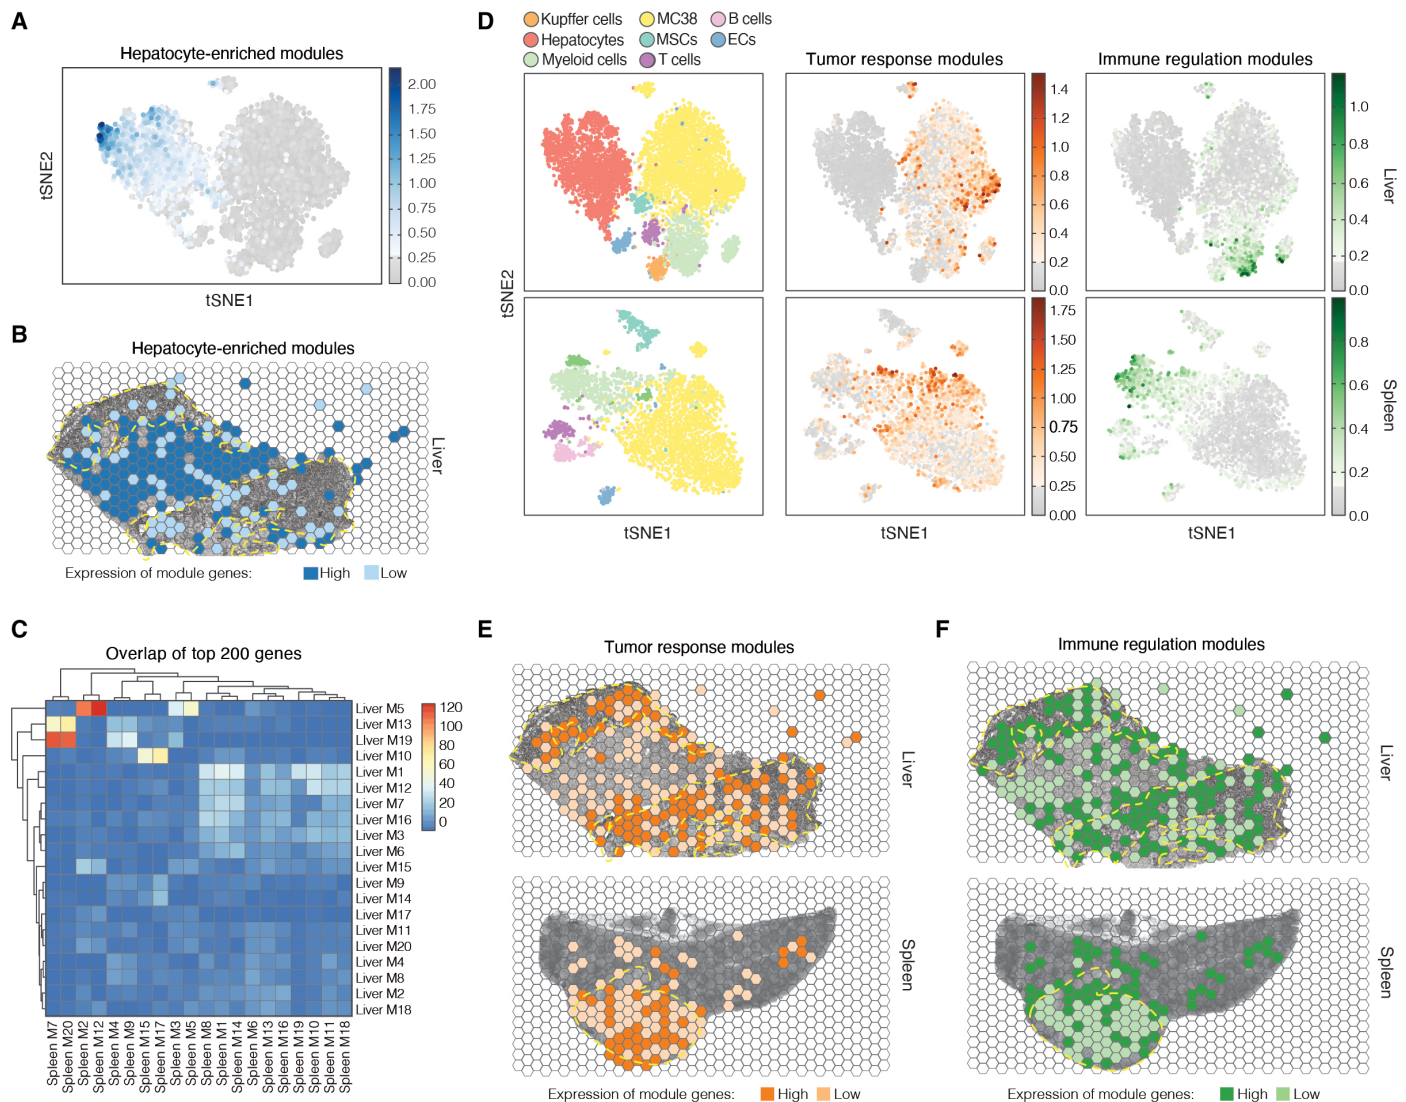 A
Hepatocyte-enriched modules
2.00
1.75
1.50
1.25
1.00
0.75
0.50
0.25
0.00
tSNE2
tSNE1
B
Hepatocyte-enriched modules
Liver
Expression of module genes: High Low
C
Overlap of top 200 genes
Liver M5
Liver M13
Liver M19
Liver M10
Liver M1
Liver M12
Liver M7
Liver M16
Liver M3
Liver M6
Liver M15
Liver M9
Liver M14
Liver M17
Liver M11
Liver M20
Liver M4
Liver M8
Liver M2
Liver M18
120
100
80
60
40
20
0
Spleen M7
Spleen M20
Spleen M2
Spleen M12
Spleen M4
Spleen M9
Spleen M15
Spleen M17
Spleen M3
Spleen M5
Spleen M8
Spleen M1
Spleen M14
Spleen M6
Spleen M13
Spleen M16
Spleen M19
Spleen M10
Spleen M11
Spleen M18
D
Kupffer cells MC38 B cells
Hepatocytes MSCs ECs
Myeloid cells T cells
Tumor response modules
Immune regulation modules
1.4
1.2
1.0
0.8
0.6
0.4
0.2
0.0
1.0
0.8
0.6
0.4
0.2
0.0
Liver
tSNE2
1.75
1.50
1.25
1.00
0.75
0.50
0.25
0.00
0.8
0.6
0.4
0.2
0.0
Spleen
tSNE1
tSNE1
tSNE1
E
Tumor response modules
Liver
Spleen
Expression of module genes: High Low
F
Immune regulation modules
Liver
Spleen
Expression of module genes: High Low